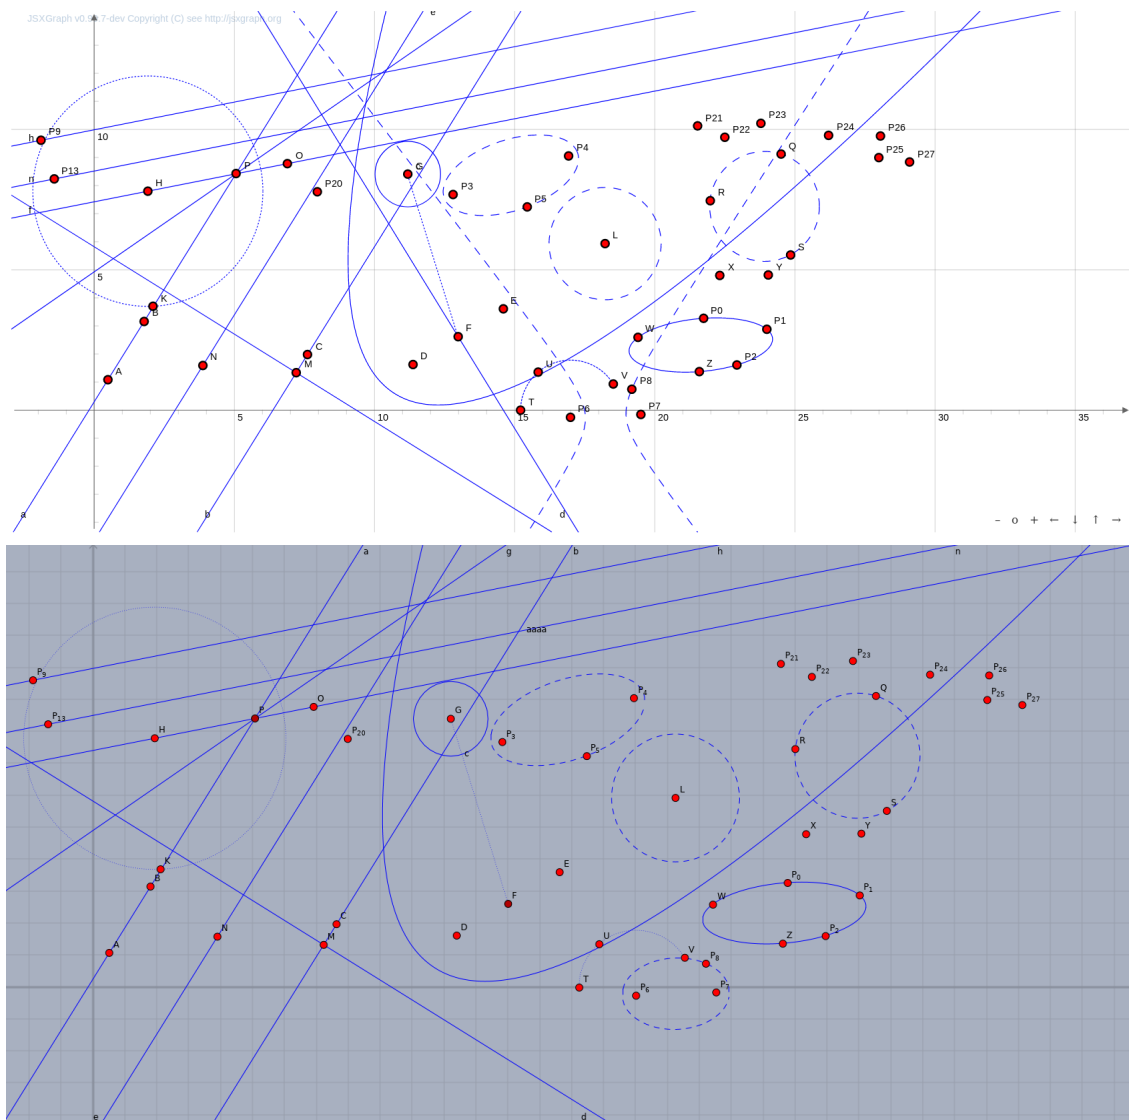 JSXGraph v0.97-dev Copyright (C) see http://jsxgraph.org
e
10
P21
P23
P22
P24
P26
P25
P27
h
P9
O
P
P4
Q
n
P13
H
P20
G
P3
P5
R
f
L
S
5
X
Y
K
B
E
F
W
P0
P1
C
N
M
D
A
U
V
P8
Z
P2
T
P6
P7
5
10
15
20
25
30
35
a
b
d
– o + ← ↓ ↑ →
a
g
b
h
n
aaaa
P9
P21
P22
P23
P24
P26
P25
P27
P13
H
P
O
P20
G
c
P3
P4
P5
Q
R
L
S
X
Y
K
B
E
F
W
P0
P1
C
N
M
D
A
U
V
P8
Z
P2
T
P6
P7
e
d